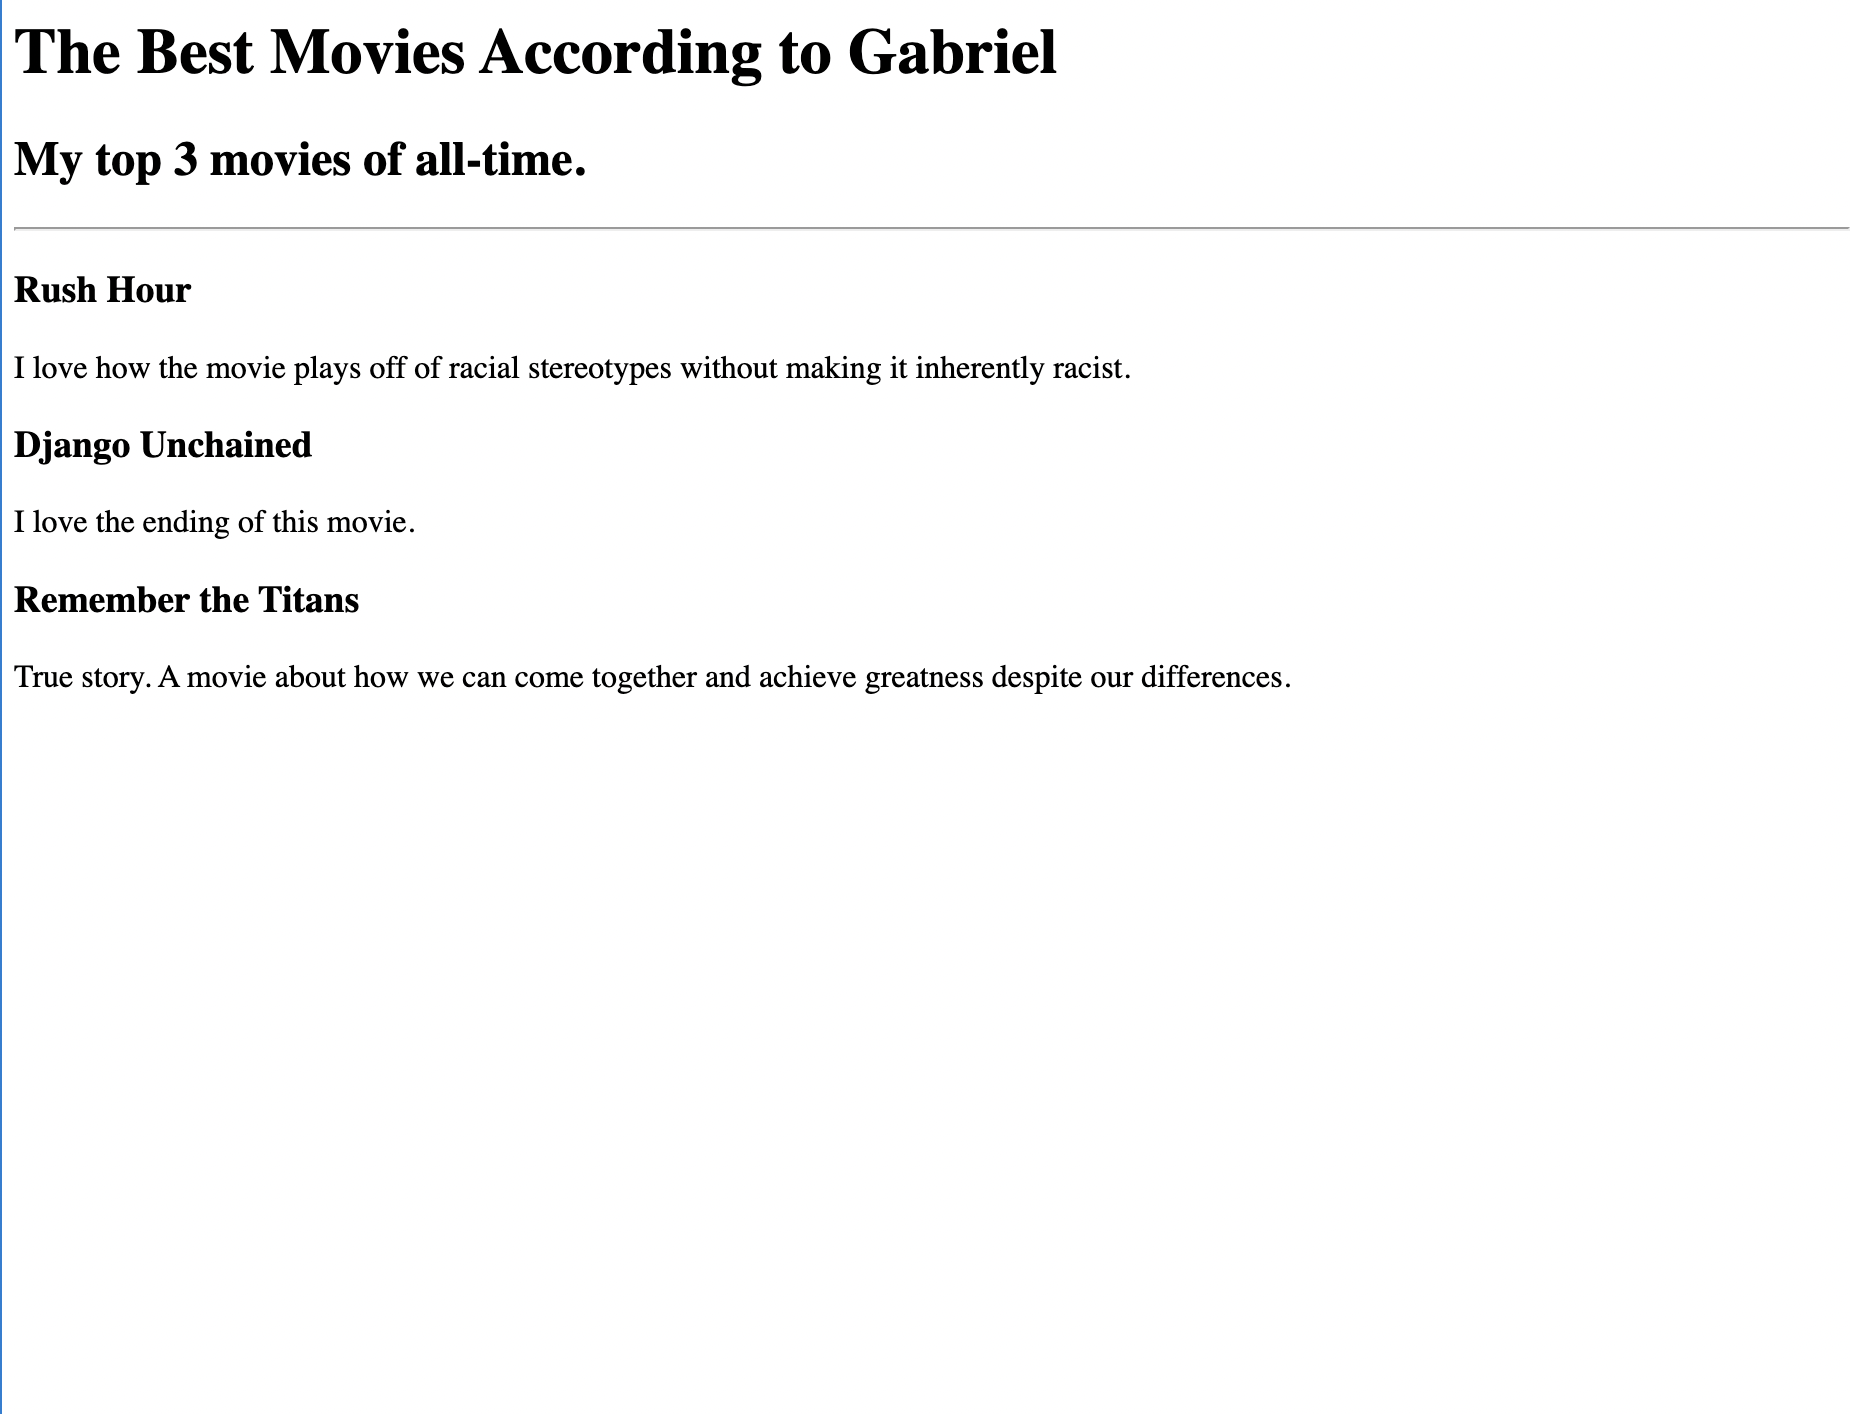 The Best Movies According to Gabriel
My top 3 movies of all-time.
Rush Hour
I love how the movie plays off of racial stereotypes without making it inherently racist.
Django Unchained
I love the ending of this movie.
Remember the Titans
True story. A movie about how we can come together and achieve greatness despite our differences.